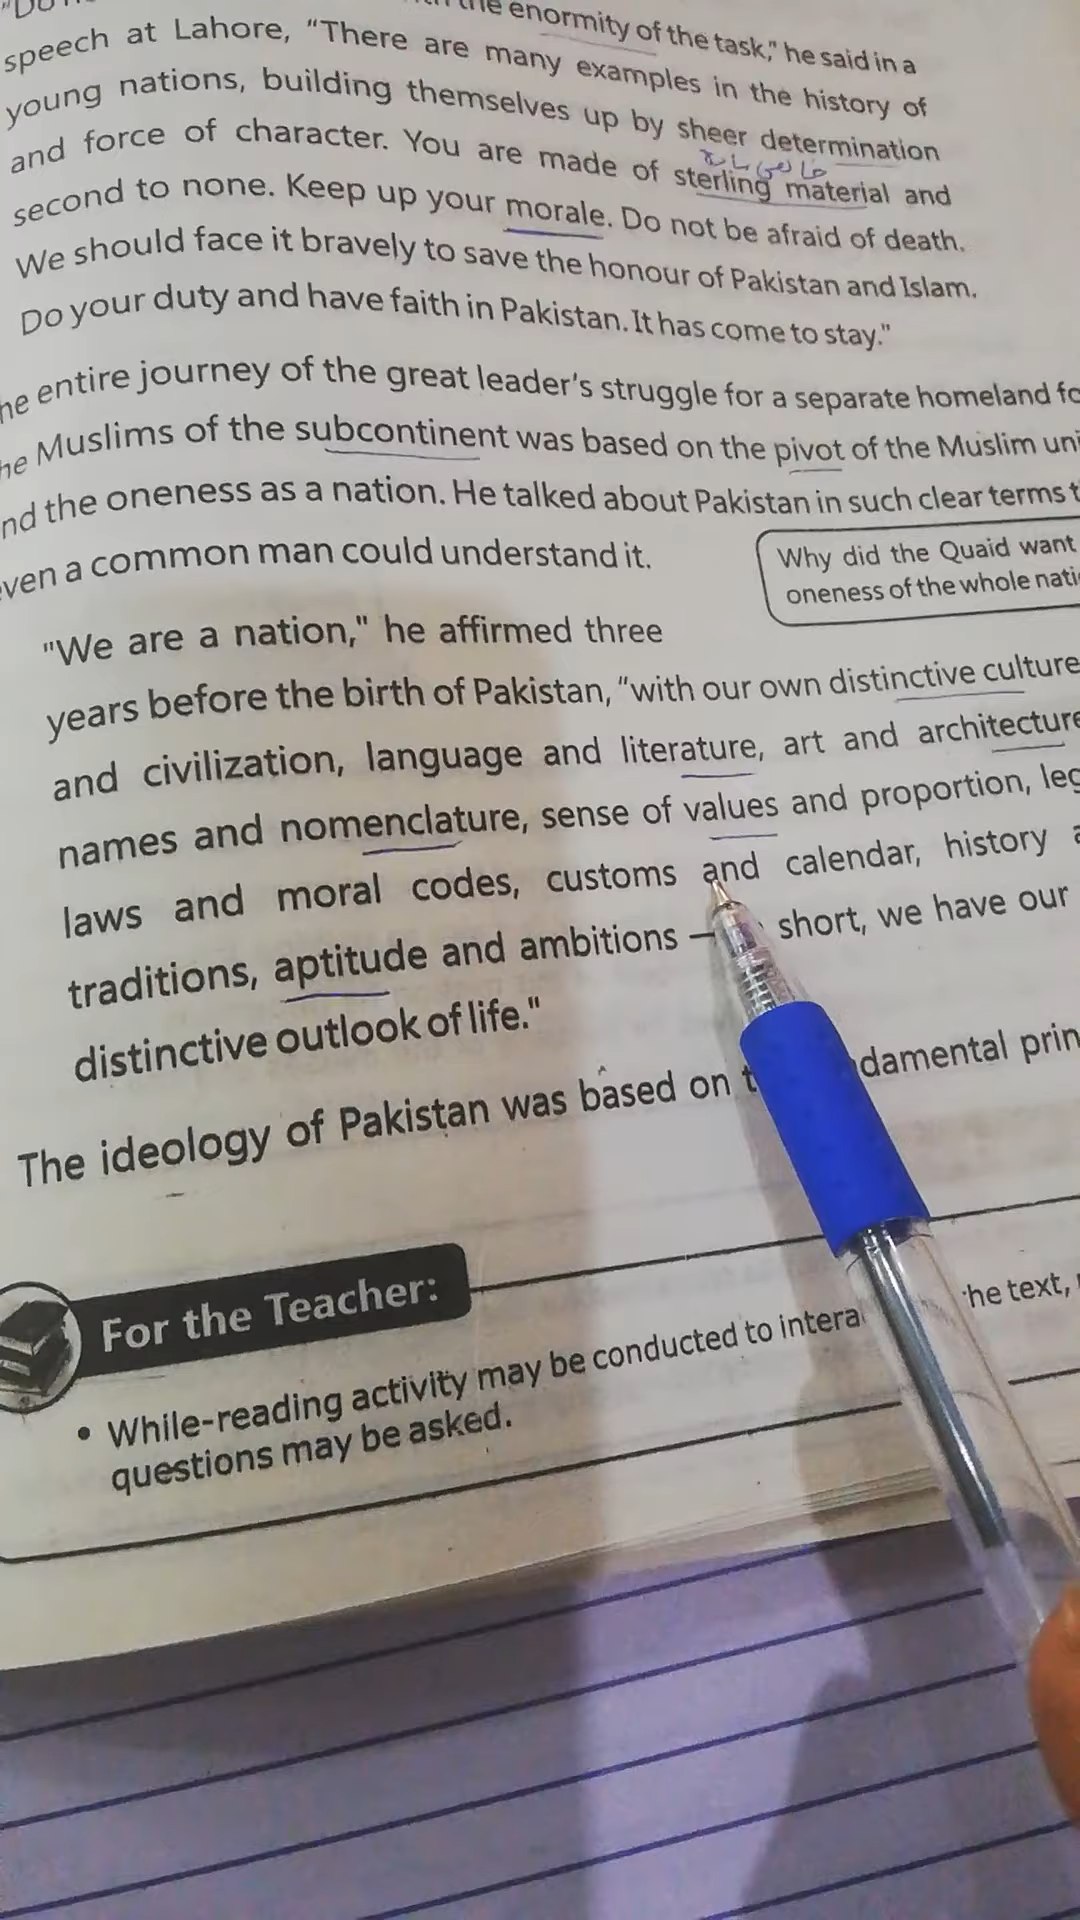 the enormity of the task," he said in a
speech at Lahore, "There are many examples in the history of
young nations, building themselves up by sheer determination
and force of character. You are made of sterling material and
second to none. Keep up your morale. Do not be afraid of death.
We should face it bravely to save the honour of Pakistan and Islam.
Do your duty and have faith in Pakistan. It has come to stay."
he entire journey of the great leader's struggle for a separate homeland fo
he Muslims of the subcontinent was based on the pivot of the Muslim uni
nd the oneness as a nation. He talked about Pakistan in such clear terms t
ven a common man could understand it.
Why did the Quaid want
oneness of the whole nati
"We are a nation," he affirmed three
years before the birth of Pakistan, "with our own distinctive culture
and civilization, language and literature, art and architecture
names and nomenclature, sense of values and proportion, leg
laws and moral codes, customs and calendar, history a
traditions, aptitude and ambitions — short, we have our
distinctive outlook of life."
The ideology of Pakistan was based on t damental prin
For the Teacher:
• While-reading activity may be conducted to intera he text,
questions may be asked.